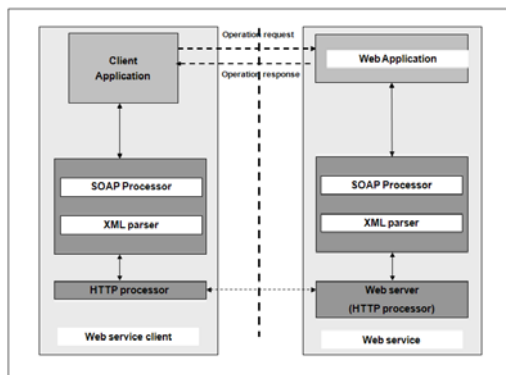 Operation request
Client
Application
Web Application
Operation response
SOAP Processor
XML parser
SOAP Processor
XML parser
HTTP processor
Web server
(HTTP processor)
Web service client
Web service